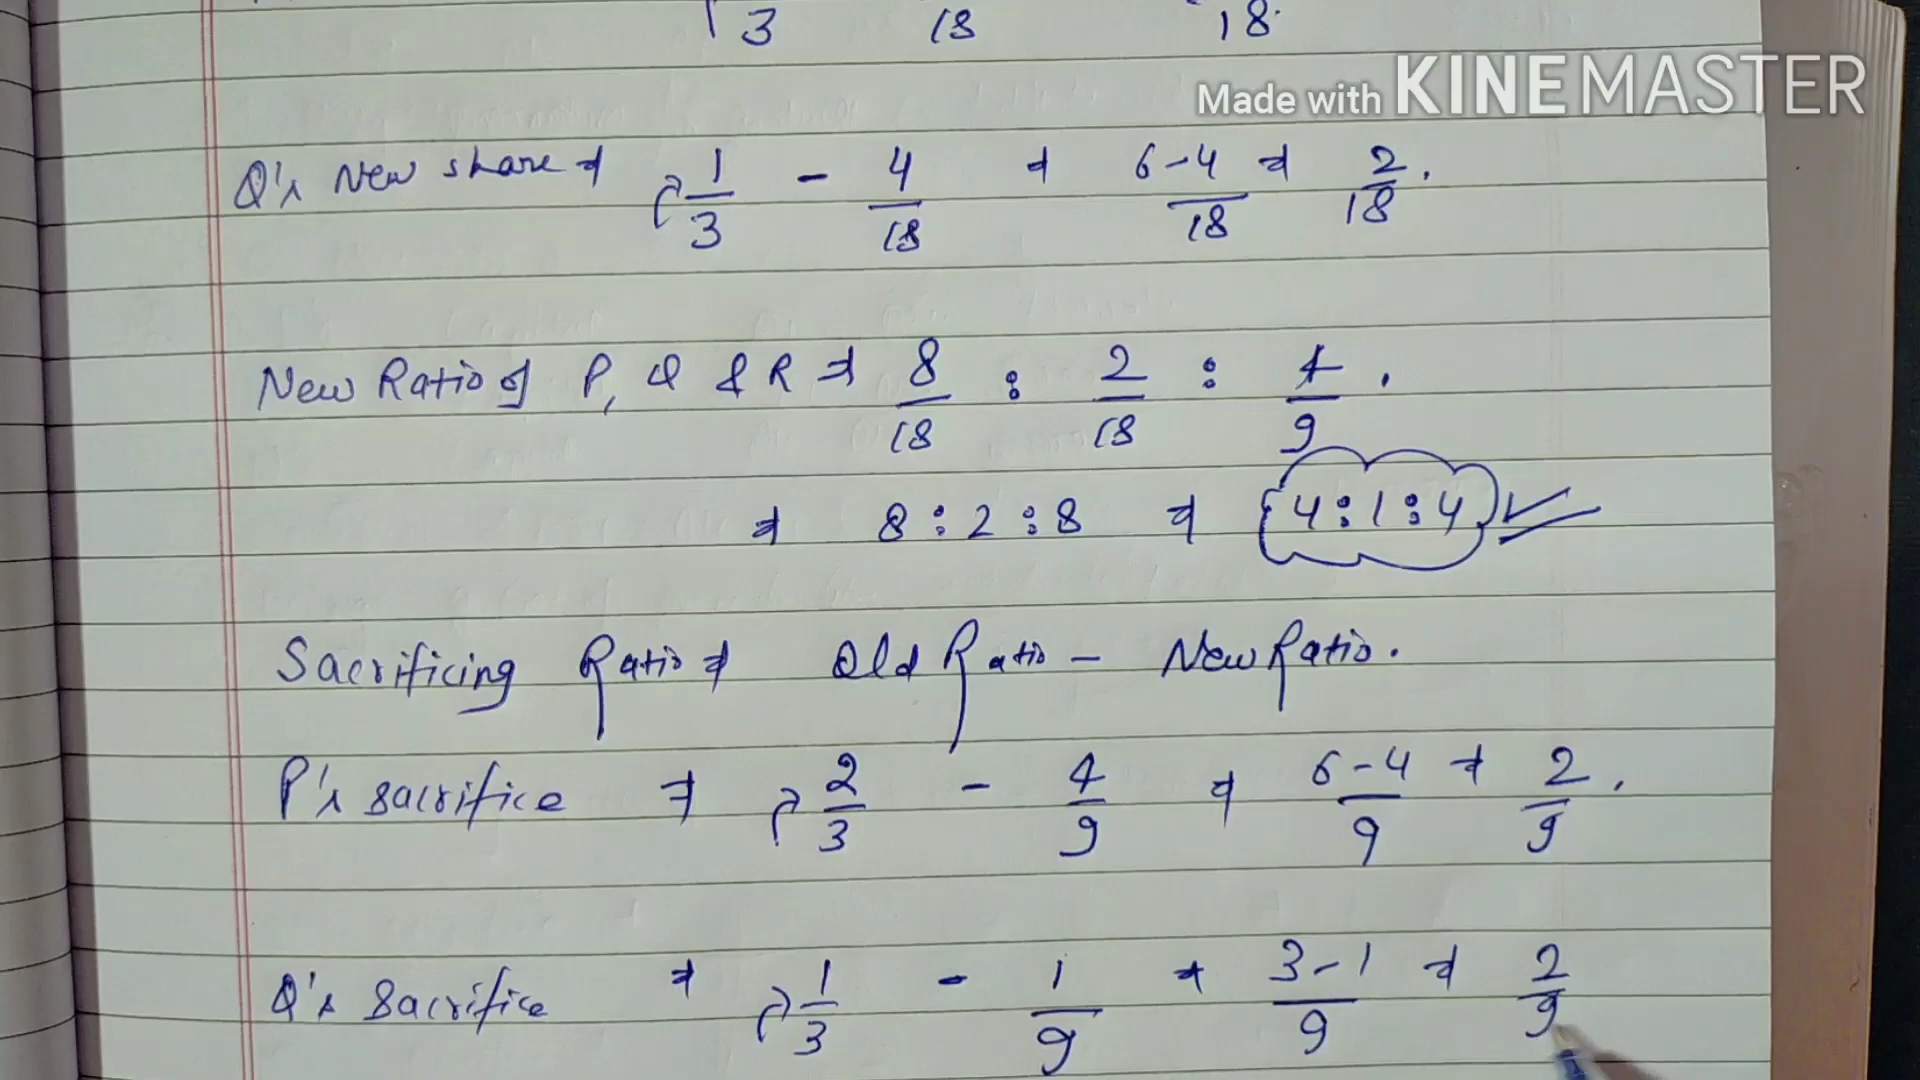 3 18 18
Made with KINEMASTER
Q's New share ⇒ 1/3 - 4/18 ⇒ 6-4/18 ⇒ 2/18.
New Ratio of P, Q & R ⇒ 8/18 : 2/18 : 4/9.
⇒ 8:2:8 ⇒ 4:1:4
Sacrificing Ratio ⇒ Old Ratio - New Ratio.
P's sacrifice ⇒ 2/3 - 4/9 ⇒ 6-4/9 ⇒ 2/9.
Q's Sacrifice ⇒ 1/3 - 1/9 ⇒ 3-1/9 ⇒ 2/9